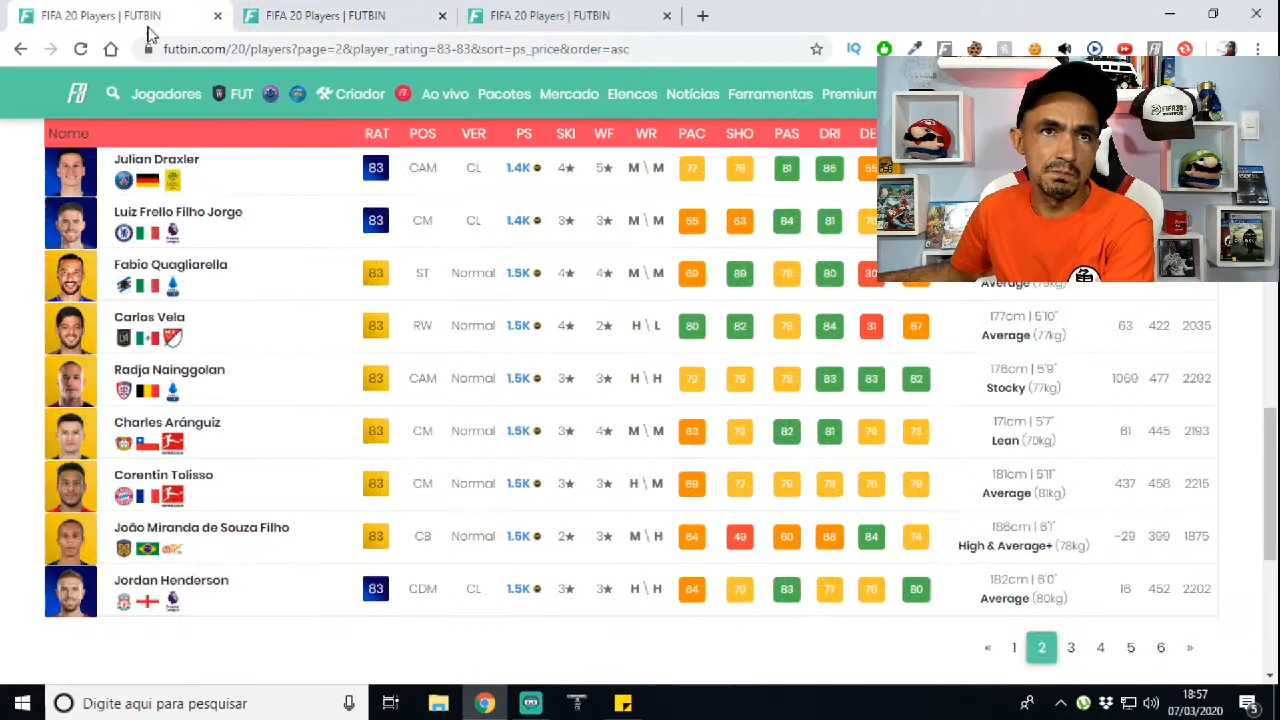 FIFA 20 Players | FUTBIN
FIFA 20 Players | FUTBIN
FIFA 20 Players | FUTBIN
futbin.com/20/players?page=2&player_rating=83-83&sort=ps_price&order=asc
Jogadores FUT Criador Ao vivo Pacotes Mercado Elencos Notícias Ferramentas Premium
Name RAT POS VER PS SKI WF WR PAC SHO PAS DRI DE
Julian Draxler 83 CAM CL 1.4K 4★ 5★ M \ M 77 78 81 86
Luiz Frello Filho Jorge 83 CM CL 1.4K 3★ 3★ M \ M 55 63 84 81
Fabio Quagliarella 83 ST Normal 1.5K 4★ 4★ M \ M 69 89 78 80 30
Average (79kg)
Carlos Vela 83 RW Normal 1.5K 4★ 2★ H \ L 80 82 78 84 31 67 177cm | 5'10" 63 422 2035
Average (77kg)
Radja Nainggolan 83 CAM Normal 1.5K 3★ 3★ H \ H 79 78 83 83 82 176cm | 5'9" 1069 477 2292
Stocky (77kg)
Charles Aránguiz 83 CM Normal 1.5K 3★ 4★ M \ M 82 81 171cm | 5'7" 61 445 2193
Lean (70kg)
Corentin Tolisso 83 CM Normal 1.5K 3★ 3★ H \ M 69 77 79 78 181cm | 5'11" 437 458 2215
Average (81kg)
João Miranda de Souza Filho 83 CB Normal 1.5K 2★ 3★ M \ H 64 49 60 68 84 74 186cm | 6'1" -29 399 1875
High & Average+ (78kg)
Jordan Henderson 83 CDM CL 1.5K 3★ 3★ H \ H 64 70 83 71 80 182cm | 6'0" 16 452 2202
Average (80kg)
« 1 2 3 4 5 6 »
Digite aqui para pesquisar
18:57
07/03/2020
5